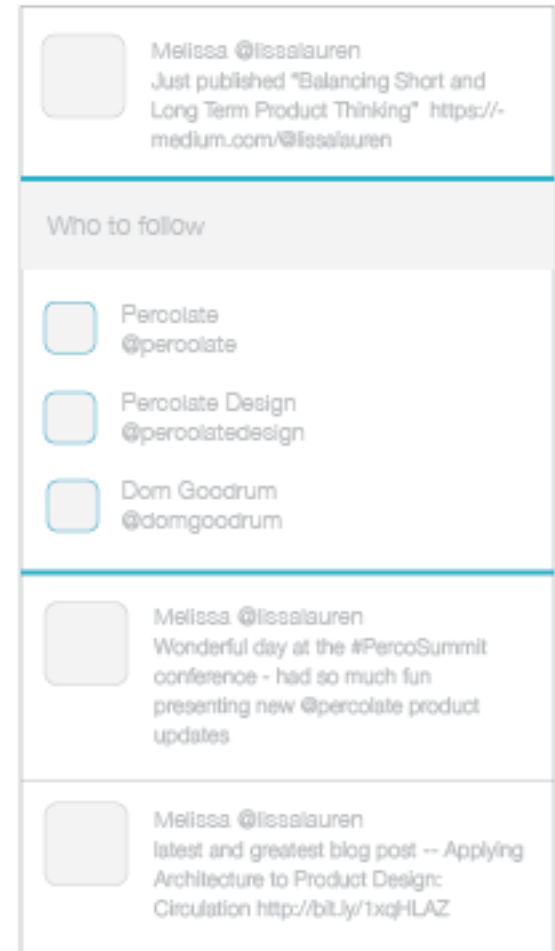 Melissa @lissalauren
Just published "Balancing Short and
Long Term Product Thinking" https://-
medium.com/@lissalauren
Who to follow
Percolate
@percolate
Percolate Design
@percolatedesign
Dom Goodrum
@domgoodrum
Melissa @lissalauren
Wonderful day at the #PercoSummit
conference - had so much fun
presenting new @percolate product
updates
Melissa @lissalauren
latest and greatest blog post -- Applying
Architecture to Product Design:
Circulation http://bit.ly/1xqHLAZ